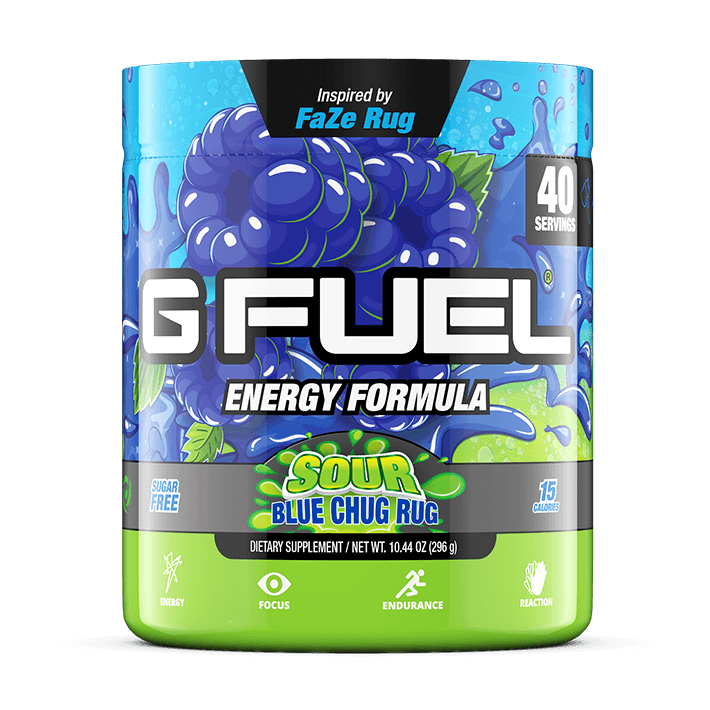 Inspired by
FaZe Rug
40
SERVINGS
G FUEL®
ENERGY FORMULA
SOUR
BLUE CHUG RUG
SUGAR
FREE
15
CALORIES
DIETARY SUPPLEMENT / NET WT. 10.44 OZ (296 g)
ENERGY
FOCUS
ENDURANCE
REACTION